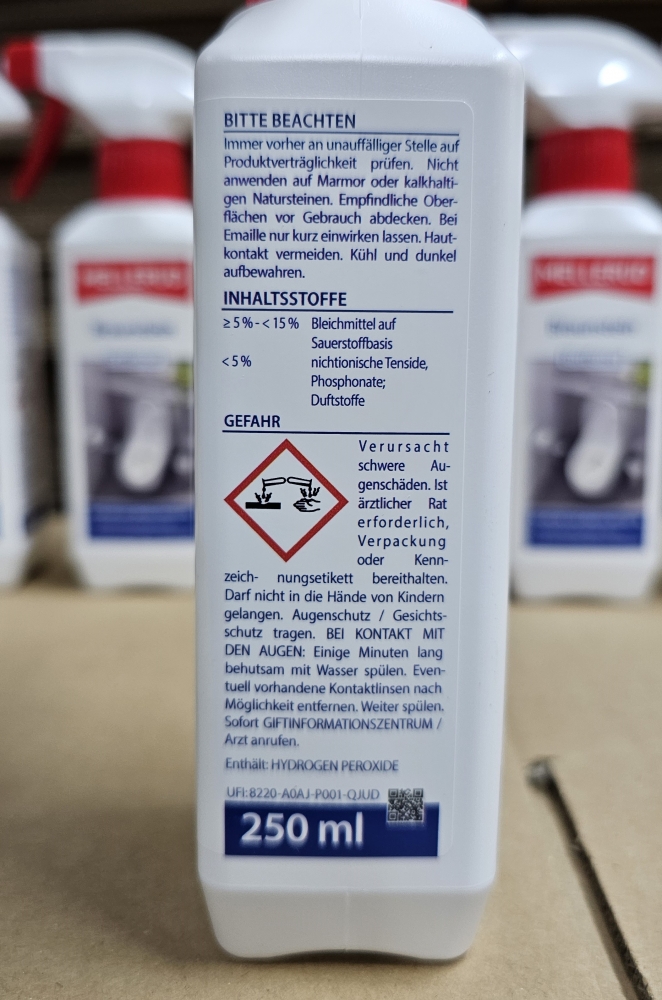 BITTE BEACHTEN
Immer vorher an unauffälliger Stelle auf
Produktverträglichkeit prüfen. Nicht
anwenden auf Marmor oder kalkhalti-
gen Natursteinen. Empfindliche Ober-
flächen vor Gebrauch abdecken. Bei
Emaille nur kurz einwirken lassen. Haut-
kontakt vermeiden. Kühl und dunkel
aufbewahren.
INHALTSSTOFFE
≥ 5 % - < 15 % Bleichmittel auf
Sauerstoffbasis
< 5 % nichtionische Tenside,
Phosphonate;
Duftstoffe
GEFAHR
Verursacht
schwere Au-
genschäden. Ist
ärztlicher Rat
erforderlich,
Verpackung
oder Kenn-
zeich- nungsetikett bereithalten.
Darf nicht in die Hände von Kindern
gelangen. Augenschutz / Gesichts-
schutz tragen. BEI KONTAKT MIT
DEN AUGEN: Einige Minuten lang
behutsam mit Wasser spülen. Even-
tuell vorhandene Kontaktlinsen nach
Möglichkeit entfernen. Weiter spülen.
Sofort GIFTINFORMATIONSZENTRUM /
Arzt anrufen.
Enthält: HYDROGEN PEROXIDE
UFI:8220-A0AJ-P001-QJUD
250 ml
MELLERUD
MELLERUD